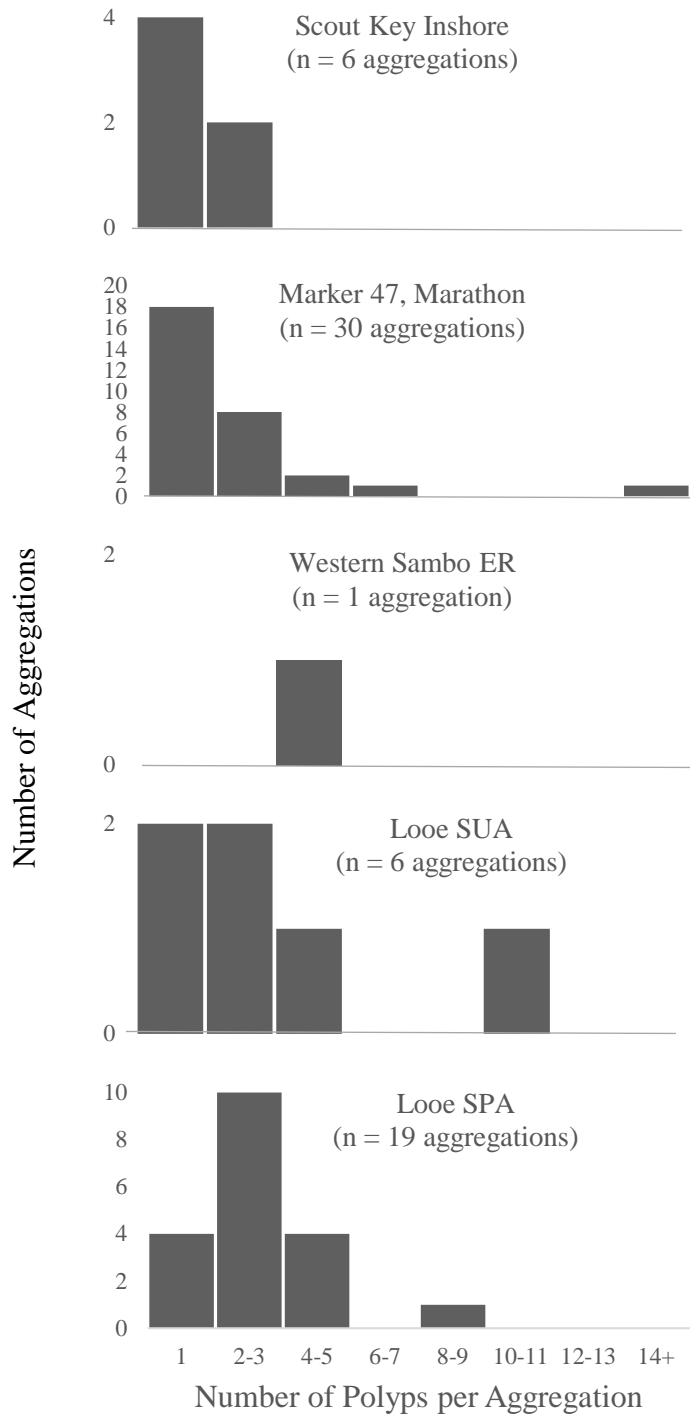 Number of Aggregations
Scout Key Inshore
(n = 6 aggregations)
4
2
0
Marker 47, Marathon
(n = 30 aggregations)
20
18
16
14
12
10
8
6
4
2
0
Western Sambo ER
(n = 1 aggregation)
2
0
Looe SUA
(n = 6 aggregations)
2
0
Looe SPA
(n = 19 aggregations)
10
8
6
4
2
0
1 2-3 4-5 6-7 8-9 10-11 12-13 14+
Number of Polyps per Aggregation